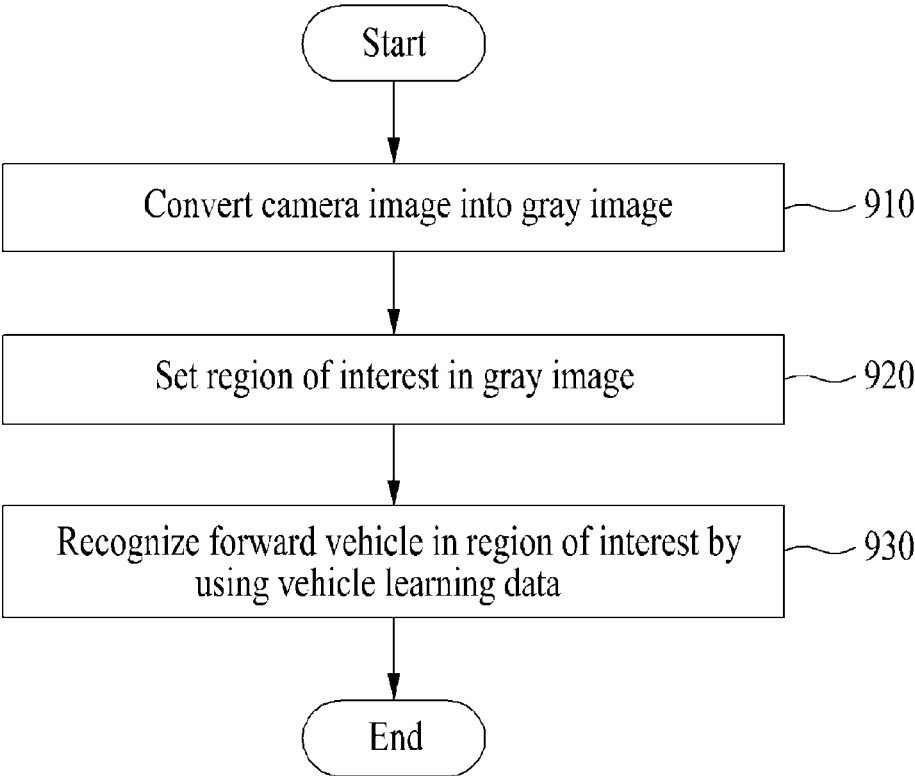 Start
Convert camera image into gray image
910
Set region of interest in gray image
920
Recognize forward vehicle in region of interest by
using vehicle learning data
930
End